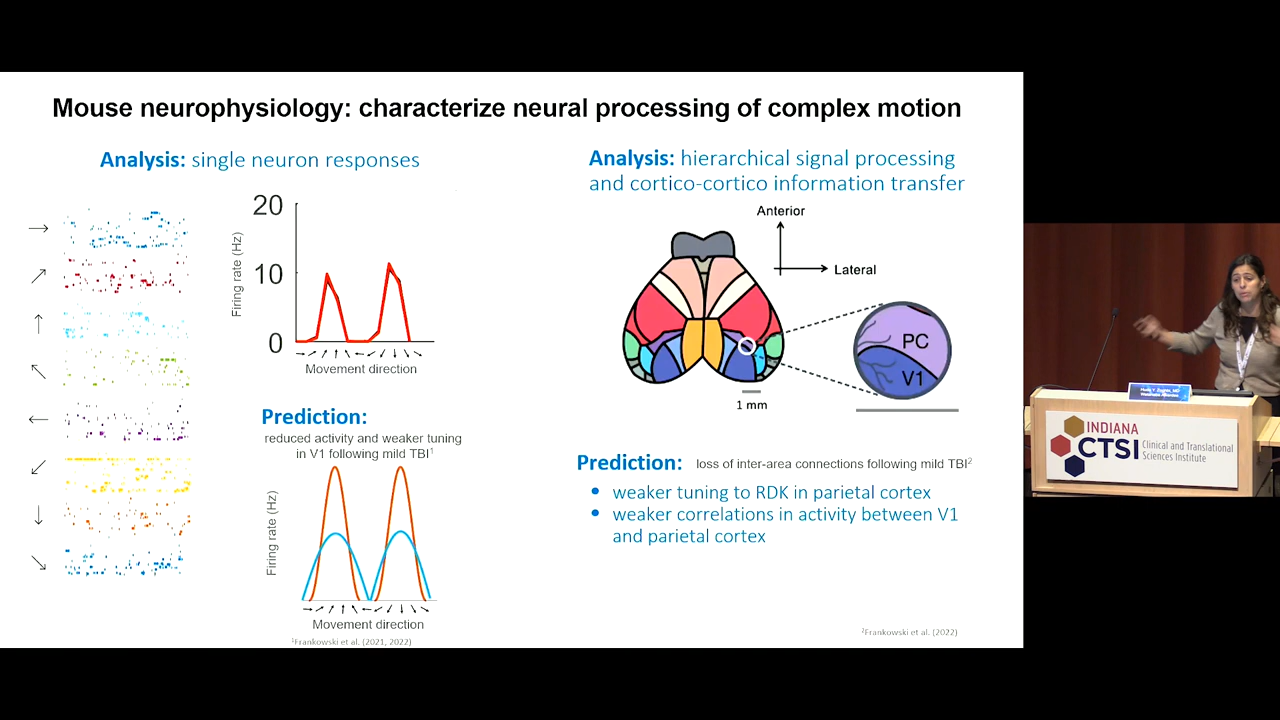 Mouse neurophysiology: characterize neural processing of complex motion
Analysis: single neuron responses
20
10
0
Firing rate (Hz)
Movement direction
Prediction:
reduced activity and weaker tuning
in V1 following mild TBI¹
Firing rate (Hz)
Movement direction
¹Frankowski et al. (2021, 2022)
Analysis: hierarchical signal processing
and cortico-cortico information transfer
Anterior
Lateral
PC
V1
1 mm
Prediction: loss of inter-area connections following mild TBI²
• weaker tuning to RDK in parietal cortex
• weaker correlations in activity between V1
and parietal cortex
²Frankowski et al. (2022)
INDIANA
CTSI
Clinical and Translational
Sciences Institute